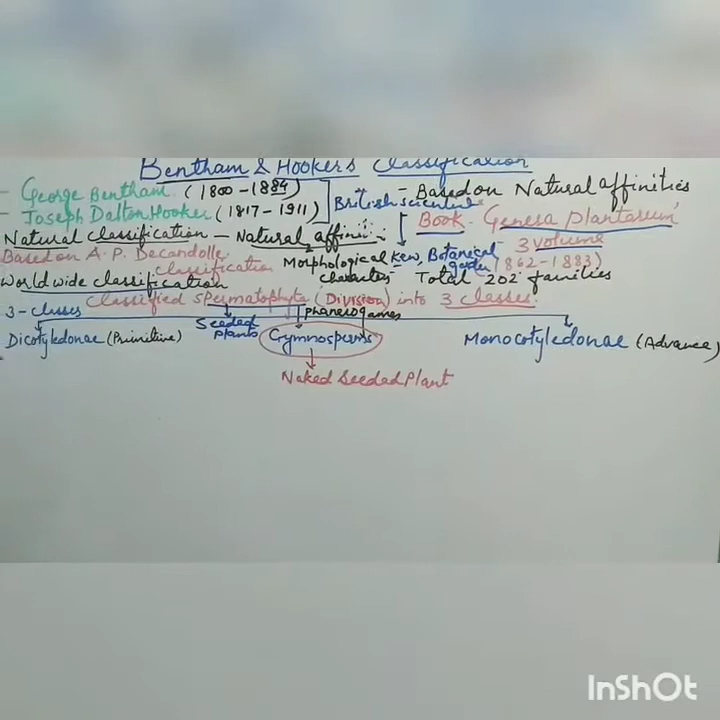 Bentham & Hooker's Classification
- George Bentham (1800-1884)
- Joseph Dalton Hooker (1817-1911)
British scientist
Kew, Botanical garden
- Based on Natural affinities
Book - Genera plantarum
3 volume
(1862-1883)
Total 202 families
Natural classification - Natural
Morphological characters
Based on A.P. Decandolle classification
World wide classification
Classified spermatophyta (Division) into 3 classes.
3-classes
Seeded plants
Phanerogames
Dicotyledonae (Primitive)
Gymnosperms
Monocotyledonae (Advance)
Naked Seeded Plant
InShOt